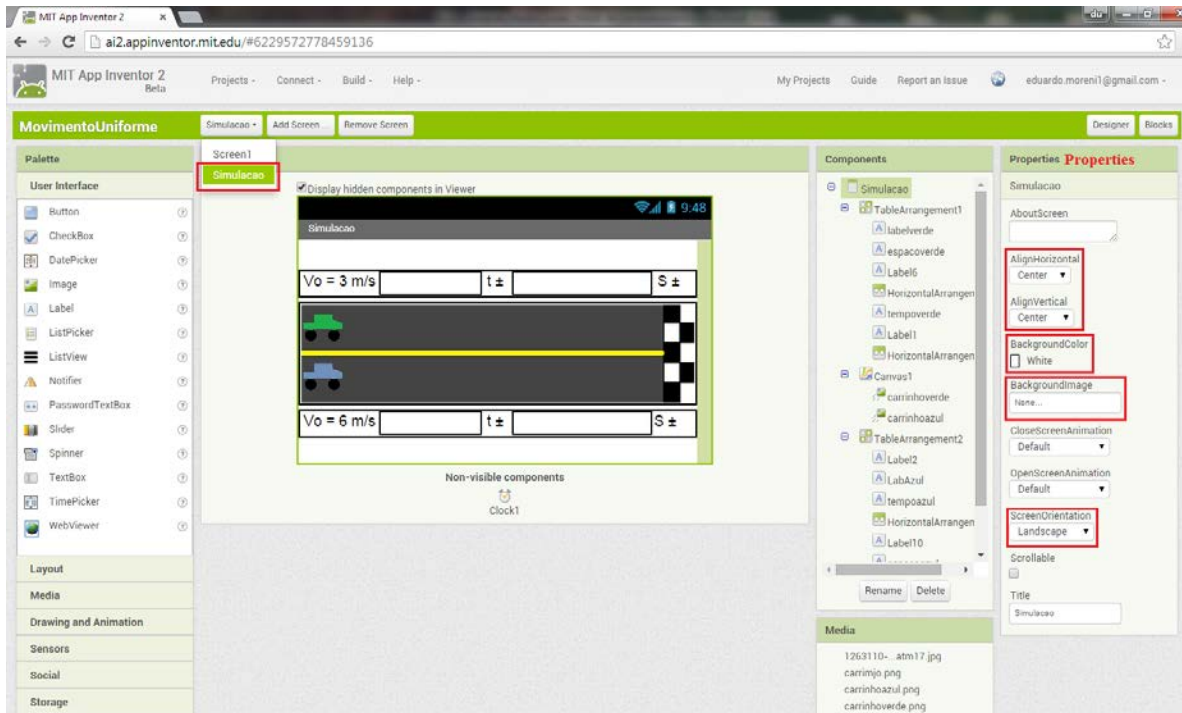 MIT App Inventor 2
du
ai2.appinventor.mit.edu/#6229572778459136
MIT App Inventor 2
Beta
Projects
Connect
Build
Help
My Projects
Guide
Report an Issue
eduardo.moreni1@gmail.com
MovimentoUniforme
Simulacao
Add Screen ...
Remove Screen
Designer
Blocks
Palette
User Interface
Button
CheckBox
DatePicker
Image
Label
ListPicker
ListView
Notifier
PasswordTextBox
Slider
Spinner
TextBox
TimePicker
WebViewer
Layout
Media
Drawing and Animation
Sensors
Social
Storage
Screen1
Simulacao
Display hidden components in Viewer
9:48
Simulacao
Vo = 3 m/s t ± S ±
Vo = 6 m/s t ± S ±
Non-visible components
Clock1
Components
Simulacao
TableArrangement1
labelverde
espacoverde
Label6
HorizontalArrangen
tempoverde
Label1
HorizontalArrangen
Canvas1
carrinhoverde
carrinhoazul
TableArrangement2
Label2
LabAzul
tempoazul
HorizontalArrangen
Label10
Rename
Delete
Media
1263110-...atm17.jpg
carrimjo.png
carrinhoazul.png
carrinhoverde.png
Properties Properties
Simulacao
AboutScreen
AlignHorizontal
Center
AlignVertical
Center
BackgroundColor
White
BackgroundImage
None...
CloseScreenAnimation
Default
OpenScreenAnimation
Default
ScreenOrientation
Landscape
Scrollable
Title
Simulacao